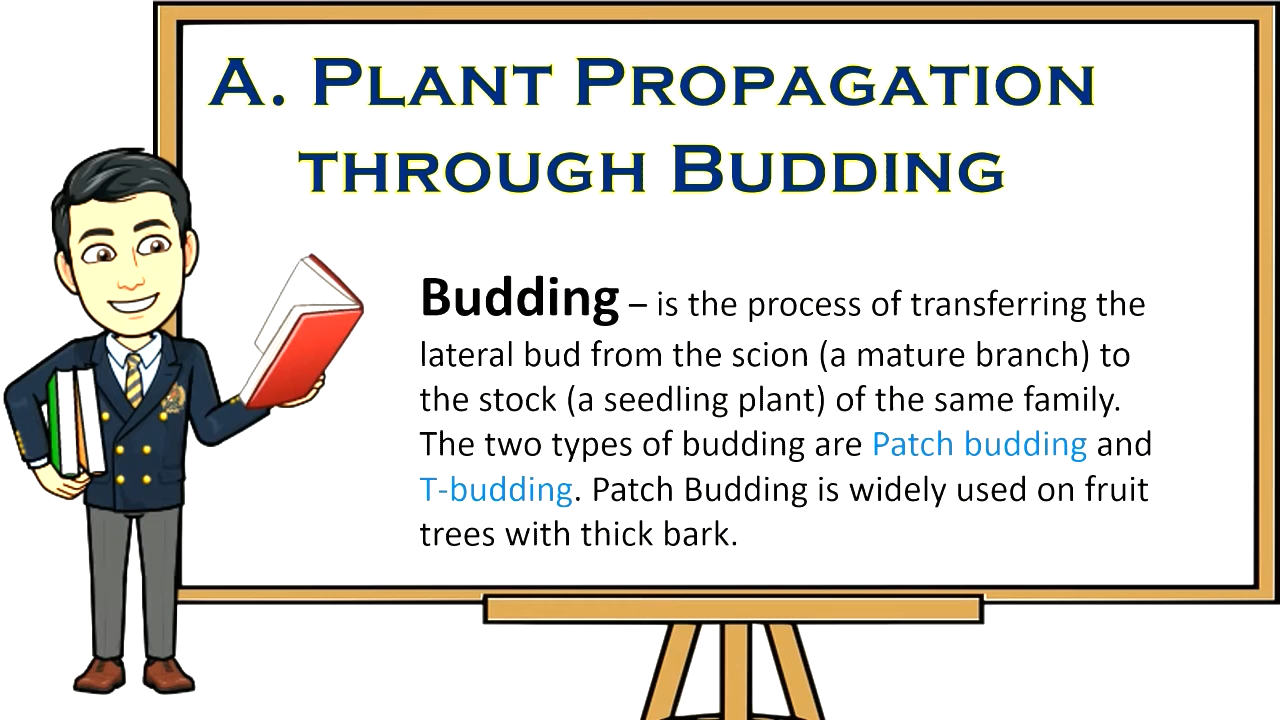 A. Plant Propagation
through Budding
Budding – is the process of transferring the
lateral bud from the scion (a mature branch) to
the stock (a seedling plant) of the same family.
The two types of budding are Patch budding and
T-budding. Patch Budding is widely used on fruit
trees with thick bark.